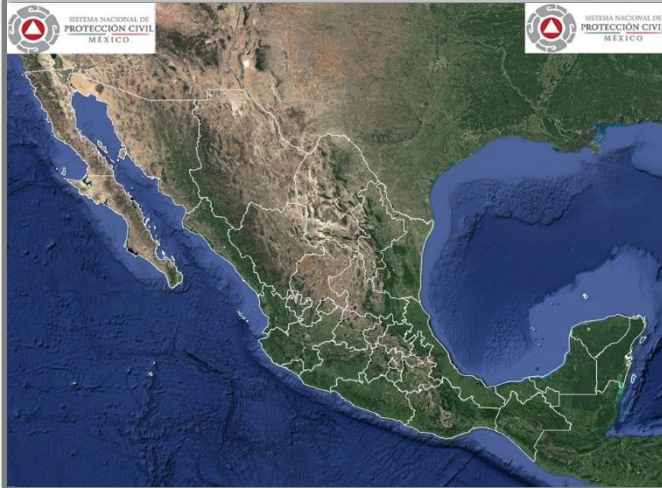 SISTEMA NACIONAL DE
PROTECCIÓN CIVIL
MÉXICO
SISTEMA NACIONAL DE
PROTECCIÓN CIVIL
MÉXICO